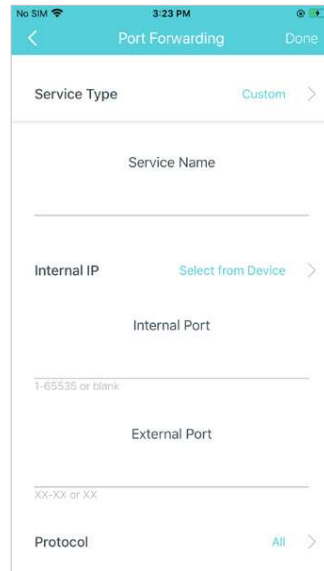 No SIM 3:23 PM
Port Forwarding Done
Service Type Custom
Service Name
Internal IP Select from Device
Internal Port
1-65535 or blank
External Port
XX-XX or XX
Protocol All